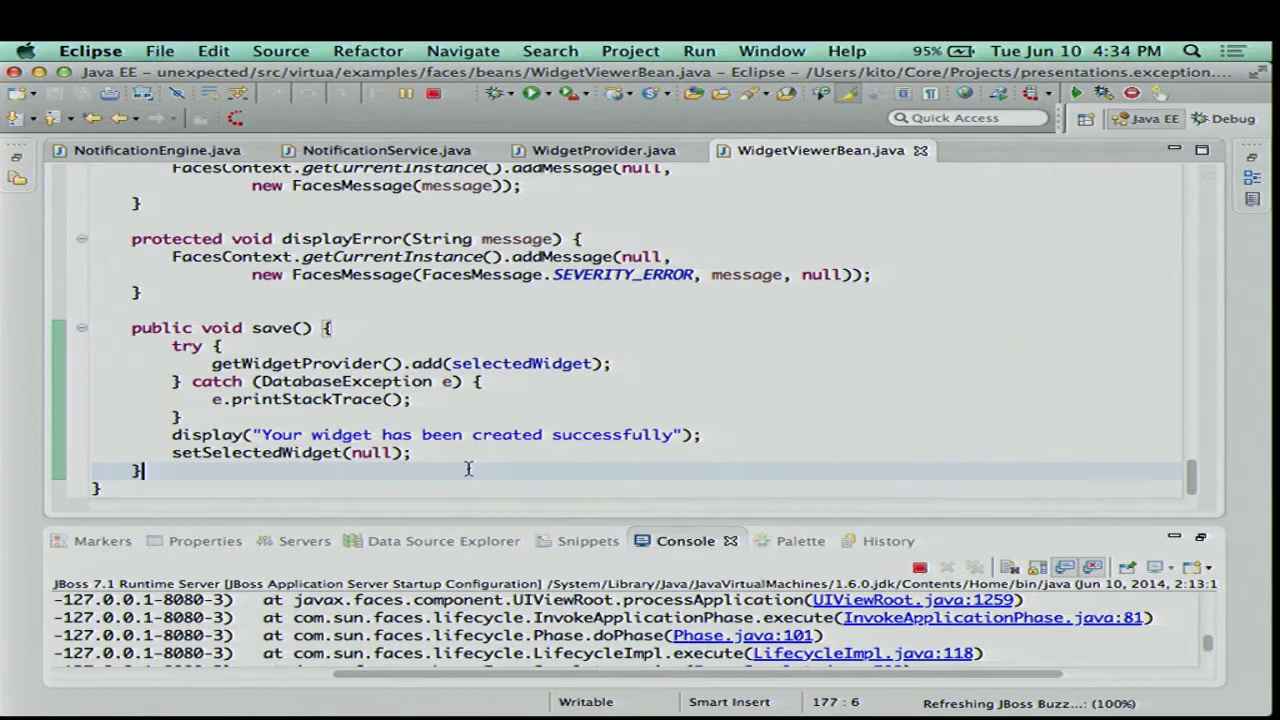 Eclipse File Edit Source Refactor Navigate Search Project Run Window Help 95% Tue Jun 10 4:34 PM
Java EE – unexpected/src/virtua/examples/faces/beans/WidgetViewerBean.java – Eclipse – /Users/kito/Core/Projects/presentations.exception....
Quick Access Java EE Debug
NotificationEngine.java NotificationService.java WidgetProvider.java WidgetViewerBean.java
FacesContext.getCurrentInstance().addMessage(null,
new FacesMessage(message));
}
protected void displayError(String message) {
FacesContext.getCurrentInstance().addMessage(null,
new FacesMessage(FacesMessage.SEVERITY_ERROR, message, null));
}
public void save() {
try {
getWidgetProvider().add(selectedWidget);
} catch (DatabaseException e) {
e.printStackTrace();
}
display("Your widget has been created successfully");
setSelectedWidget(null);
}
}
Markers Properties Servers Data Source Explorer Snippets Console Palette History
JBoss 7.1 Runtime Server [JBoss Application Server Startup Configuration] /System/Library/Java/JavaVirtualMachines/1.6.0.jdk/Contents/Home/bin/java (Jun 10, 2014, 2:13:1
-127.0.0.1-8080-3) at javax.faces.component.UIViewRoot.processApplication(UIViewRoot.java:1259)
-127.0.0.1-8080-3) at com.sun.faces.lifecycle.InvokeApplicationPhase.execute(InvokeApplicationPhase.java:81)
-127.0.0.1-8080-3) at com.sun.faces.lifecycle.Phase.doPhase(Phase.java:101)
-127.0.0.1-8080-3) at com.sun.faces.lifecycle.LifecycleImpl.execute(LifecycleImpl.java:118)
Writable Smart Insert 177 : 6 Refreshing JBoss Buzz...: (100%)